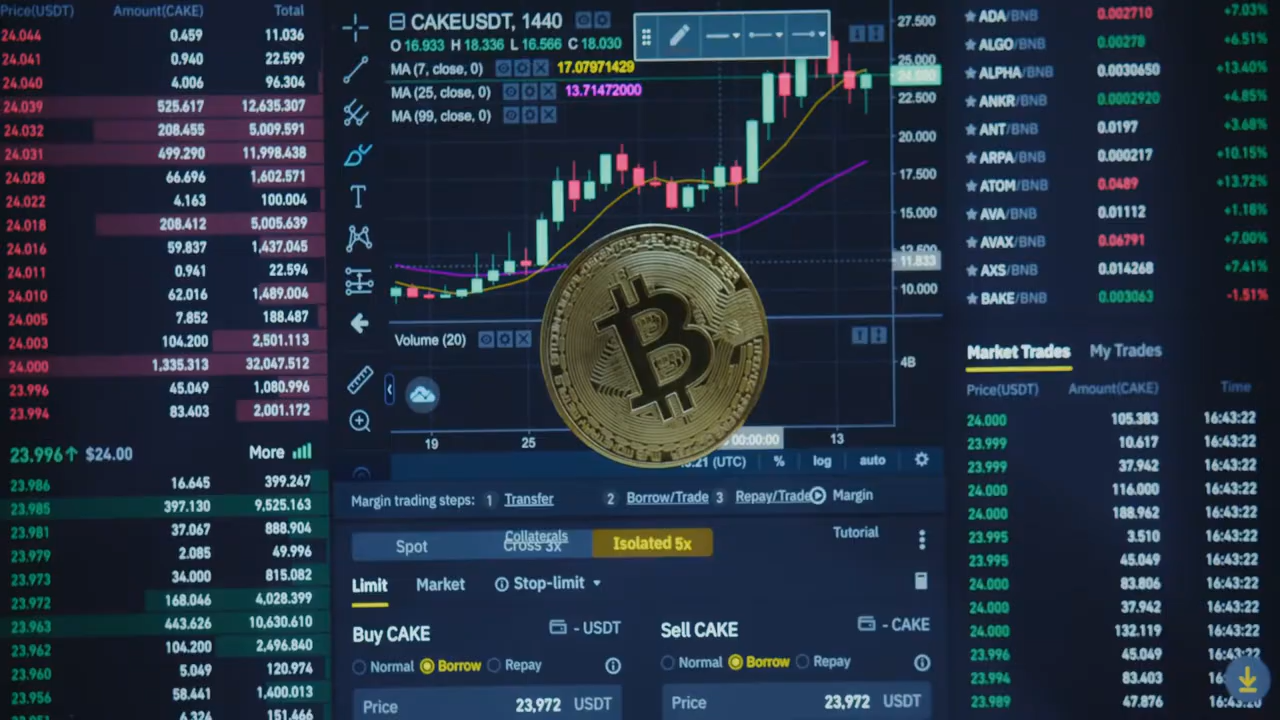 Price(USDT) Amount(CAKE) Total
24.044 0.459 11.036
24.041 0.940 22.599
24.040 4.006 96.304
24.039 525.617 12,635.307
24.032 208.455 5,009.591
24.031 499.290 11,998.438
24.028 66.696 1,602.571
24.022 4.163 100.004
24.018 208.412 5,005.639
24.016 59.837 1,437.045
24.011 0.941 22.594
24.010 62.016 1,489.004
24.005 7.852 188.487
24.003 104.200 2,501.113
24.000 1,335.313 32,047.512
23.996 45.049 1,080.996
23.994 83.403 2,001.172
23.996↑ $24.00 More
23.986 16.645 399.247
23.985 397.130 9,525.163
23.981 37.067 888.904
23.979 2.085 49.996
23.973 34.000 815.082
23.972 168.046 4,028.399
23.963 443.626 10,630.610
23.962 104.200 2,496.840
23.960 5.049 120.974
23.956 58.441 1,400.013
23.951 6.324 151.466
CAKEUSDT, 1440
O 16.933 H 18.336 L 16.566 C 18.030
MA (7, close, 0) 17.07971429
MA (25, close, 0) 13.71472000
MA (99, close, 0)
27.500
25.000
24.000
22.500
20.000
17.500
15.000
12.500
11.833
10.000
Volume (20)
4B
19 25 00:00:00 13
(UTC) % log auto
Margin trading steps: 1 Transfer 2 Borrow/Trade 3 Repay/Trade Margin
Collaterals Tutorial
Spot Cross 3x Isolated 5x
Limit Market Stop-limit
Buy CAKE - USDT
Normal Borrow Repay
Price 23,972 USDT
Sell CAKE - CAKE
Normal Borrow Repay
Price 23,972 USDT
ADA/BNB 0.002710 +7.03%
ALGO/BNB 0.00278 +6.51%
ALPHA/BNB 0.0030650 +13.40%
ANKR/BNB 0.0002920 +4.85%
ANT/BNB 0.0197 +3.68%
ARPA/BNB 0.000217 +10.15%
ATOM/BNB 0.0489 +13.72%
AVA/BNB 0.01112 +1.18%
AVAX/BNB 0.06791 +7.00%
AXS/BNB 0.014268 +7.41%
BAKE/BNB 0.003063 -1.51%
Market Trades My Trades
Price(USDT) Amount(CAKE) Time
24.000 105.383 16:43:22
23.999 10.617 16:43:22
23.999 37.942 16:43:22
24.000 116.000 16:43:22
24.000 188.962 16:43:22
23.995 3.510 16:43:22
23.995 45.049 16:43:22
24.000 83.806 16:43:22
24.000 37.942 16:43:22
24.000 132.119 16:43:22
23.996 45.049 16:43:22
23.994 83.403
23.989 47.876